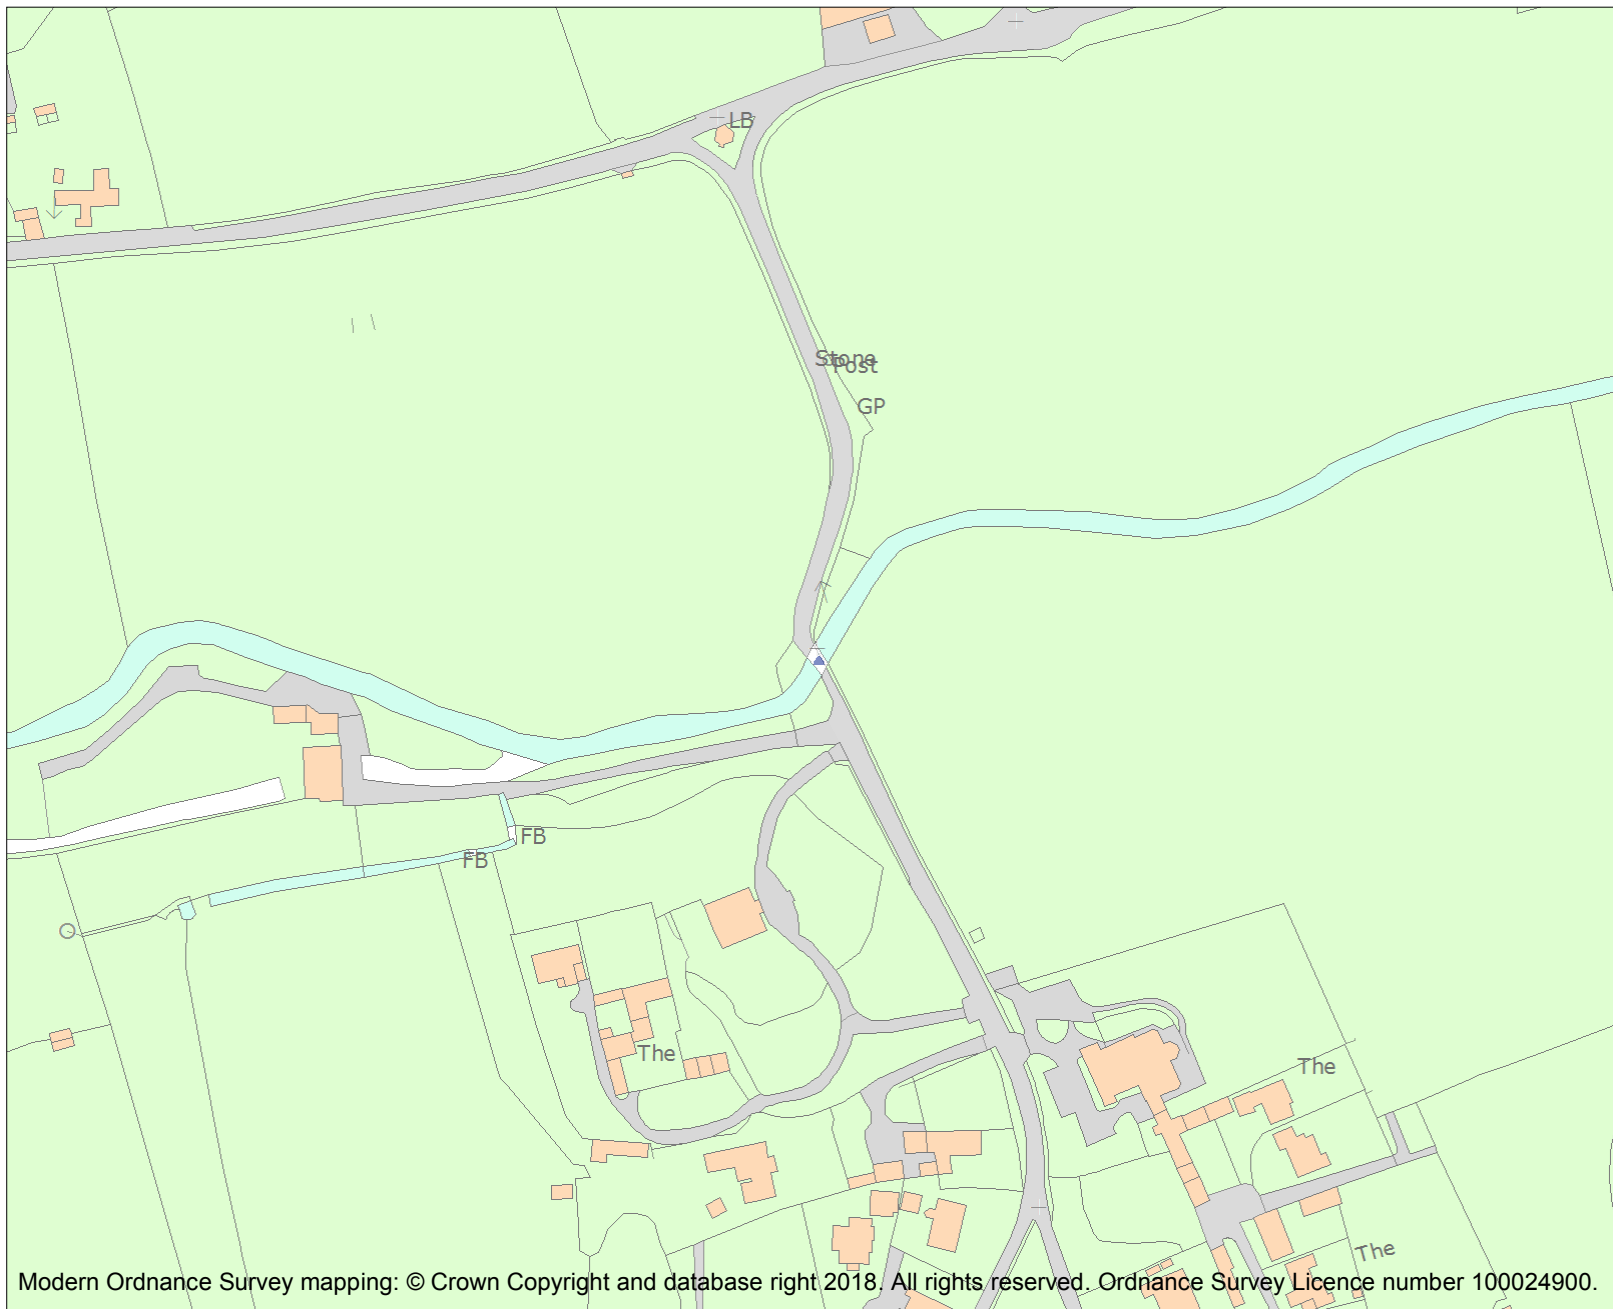 LB
Stone
Post
GP
FB
FB
The
The
The
Modern Ordnance Survey mapping: © Crown Copyright and database right 2018. All rights reserved. Ordnance Survey Licence number 100024900.